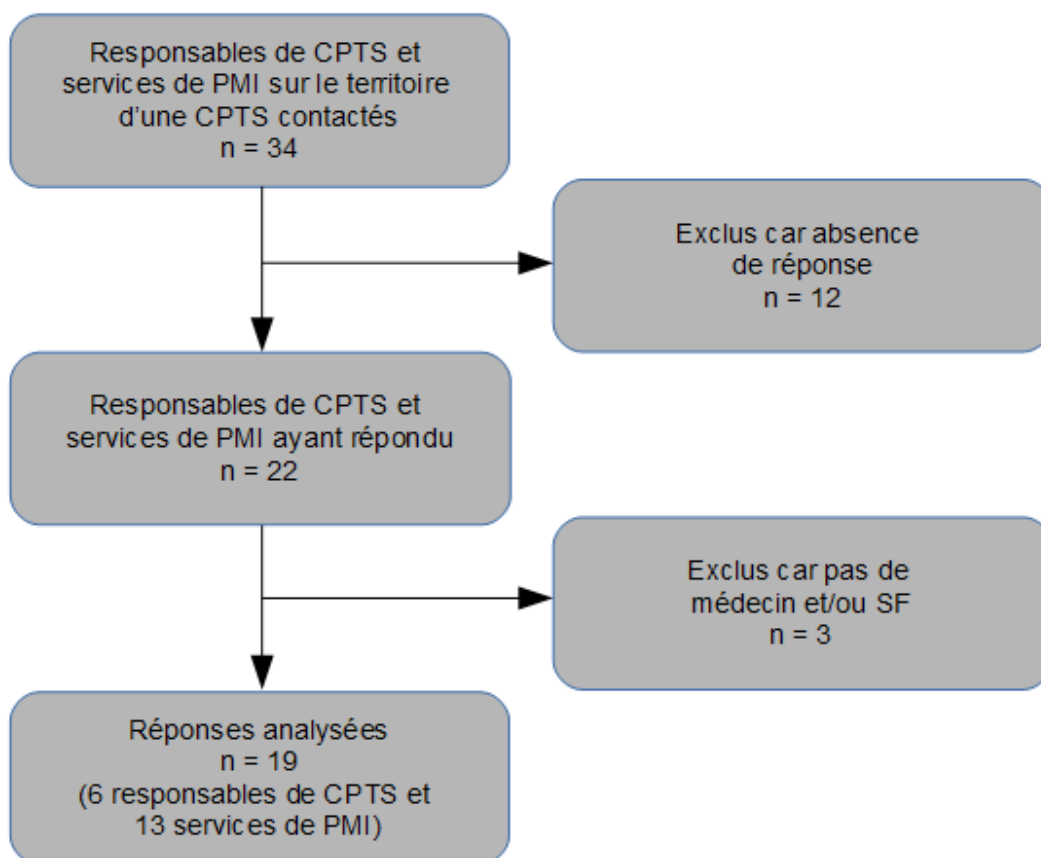 Responsables de CPTS et
services de PMI sur le territoire
d'une CPTS contactés
n = 34
Exclus car absence
de réponse
n = 12
Responsables de CPTS et
services de PMI ayant répondu
n = 22
Exclus car pas de
médecin et/ou SF
n = 3
Réponses analysées
n = 19
(6 responsables de CPTS et
13 services de PMI)